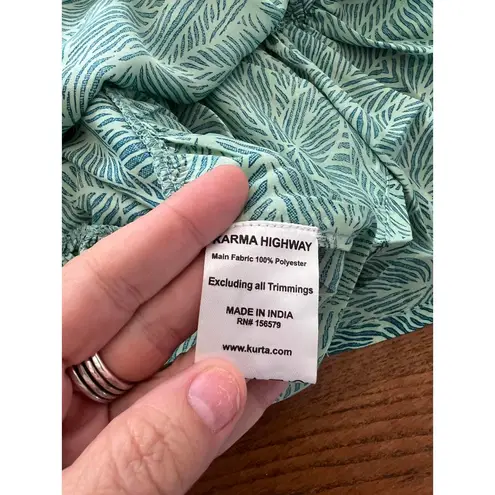 KARMA HIGHWAY
Main Fabric 100% Polyester
Excluding all Trimmings
MADE IN INDIA
RN# 156579
www.kurta.com